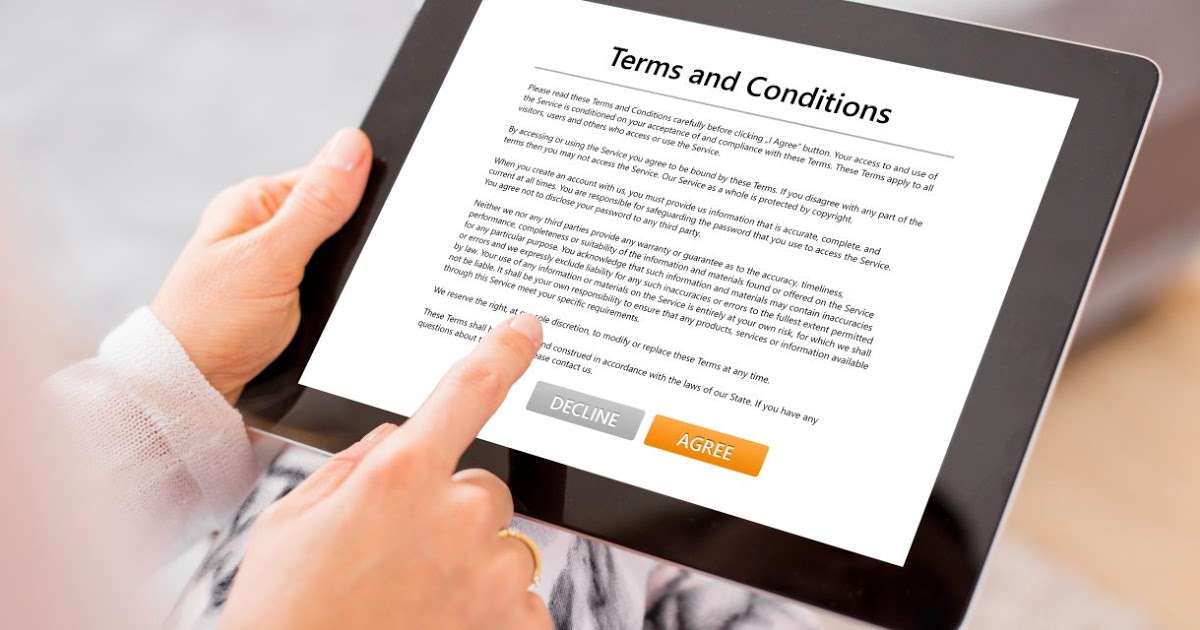 Terms and Conditions
Please read these Terms and Conditions carefully before clicking „I Agree" button. Your access to and use of
the Service is conditioned on your acceptance of and compliance with these Terms. These Terms apply to all
visitors, users and others who access or use the Service.
By accessing or using the Service you agree to be bound by these Terms. If you disagree with any part of the
terms then you may not access the Service. Our Service as a whole is protected by copyright.
When you create an account with us, you must provide us information that is accurate, complete, and
current at all times. You are responsible for safeguarding the password that you use to access the Service.
You agree not to disclose your password to any third party.
Neither we nor any third parties provide any warranty or guarantee as to the accuracy, timeliness,
performance, completeness or suitability of the information and materials found or offered on the Service
for any particular purpose. You acknowledge that such information and materials may contain inaccuracies
or errors and we expressly exclude liability for any such inaccuracies or errors to the fullest extent permitted
by law. Your use of any information or materials on the Service is entirely at your own risk, for which we shall
not be liable. It shall be your own responsibility to ensure that any products, services or information available
through this Service meet your specific requirements.
We reserve the right, at sole discretion, to modify or replace these Terms at any time.
These Terms shall and construed in accordance with the laws of our State. If you have any
questions about please contact us.
DECLINE
AGREE